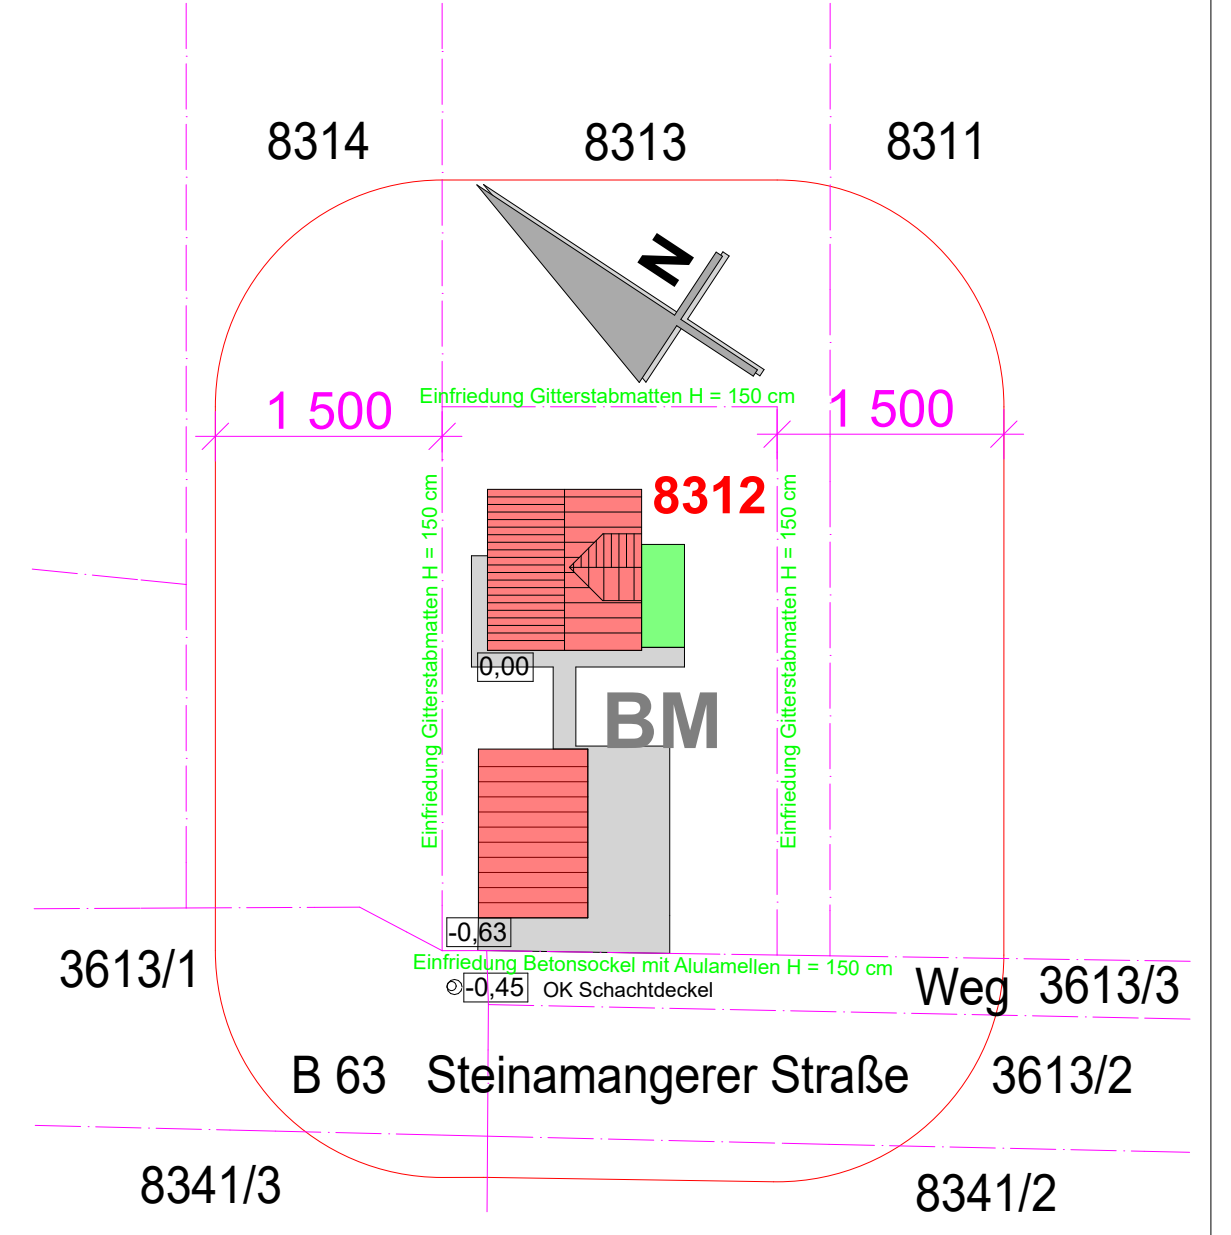 8314 8313 8311
N
Einfriedung Gitterstabmatten H = 150 cm
1 500 1 500
8312
Einfriedung Gitterstabmatten H = 150 cm
Einfriedung Gitterstabmatten H = 150 cm
0,00
BM
-0,63
3613/1
Einfriedung Betonsockel mit Alulamellen H = 150 cm
-0,45 OK Schachtdeckel
Weg 3613/3
B 63 Steinamangerer Straße 3613/2
8341/3 8341/2